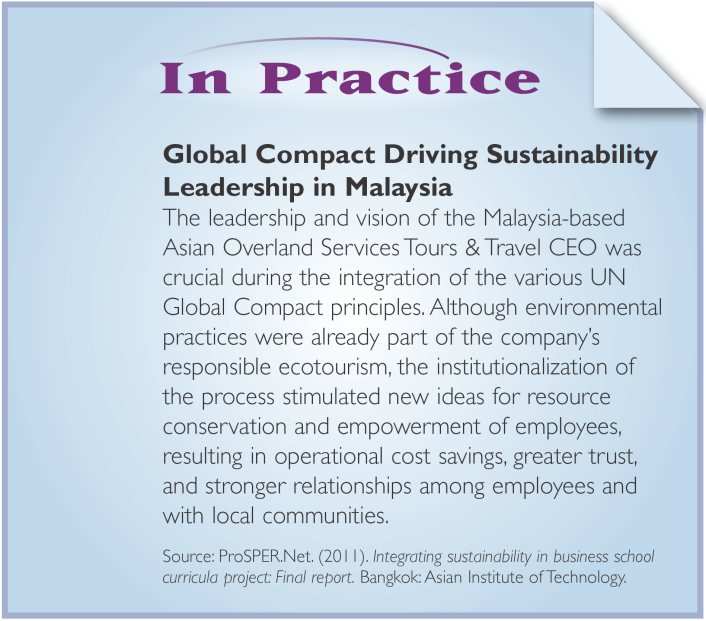 In Practice
Global Compact Driving Sustainability
Leadership in Malaysia
The leadership and vision of the Malaysia-based
Asian Overland Services Tours & Travel CEO was
crucial during the integration of the various UN
Global Compact principles. Although environmental
practices were already part of the company’s
responsible ecotourism, the institutionalization of
the process stimulated new ideas for resource
conservation and empowerment of employees,
resulting in operational cost savings, greater trust,
and stronger relationships among employees and
with local communities.
Source: ProSPER.Net. (2011). Integrating sustainability in business school
curricula project: Final report. Bangkok: Asian Institute of Technology.